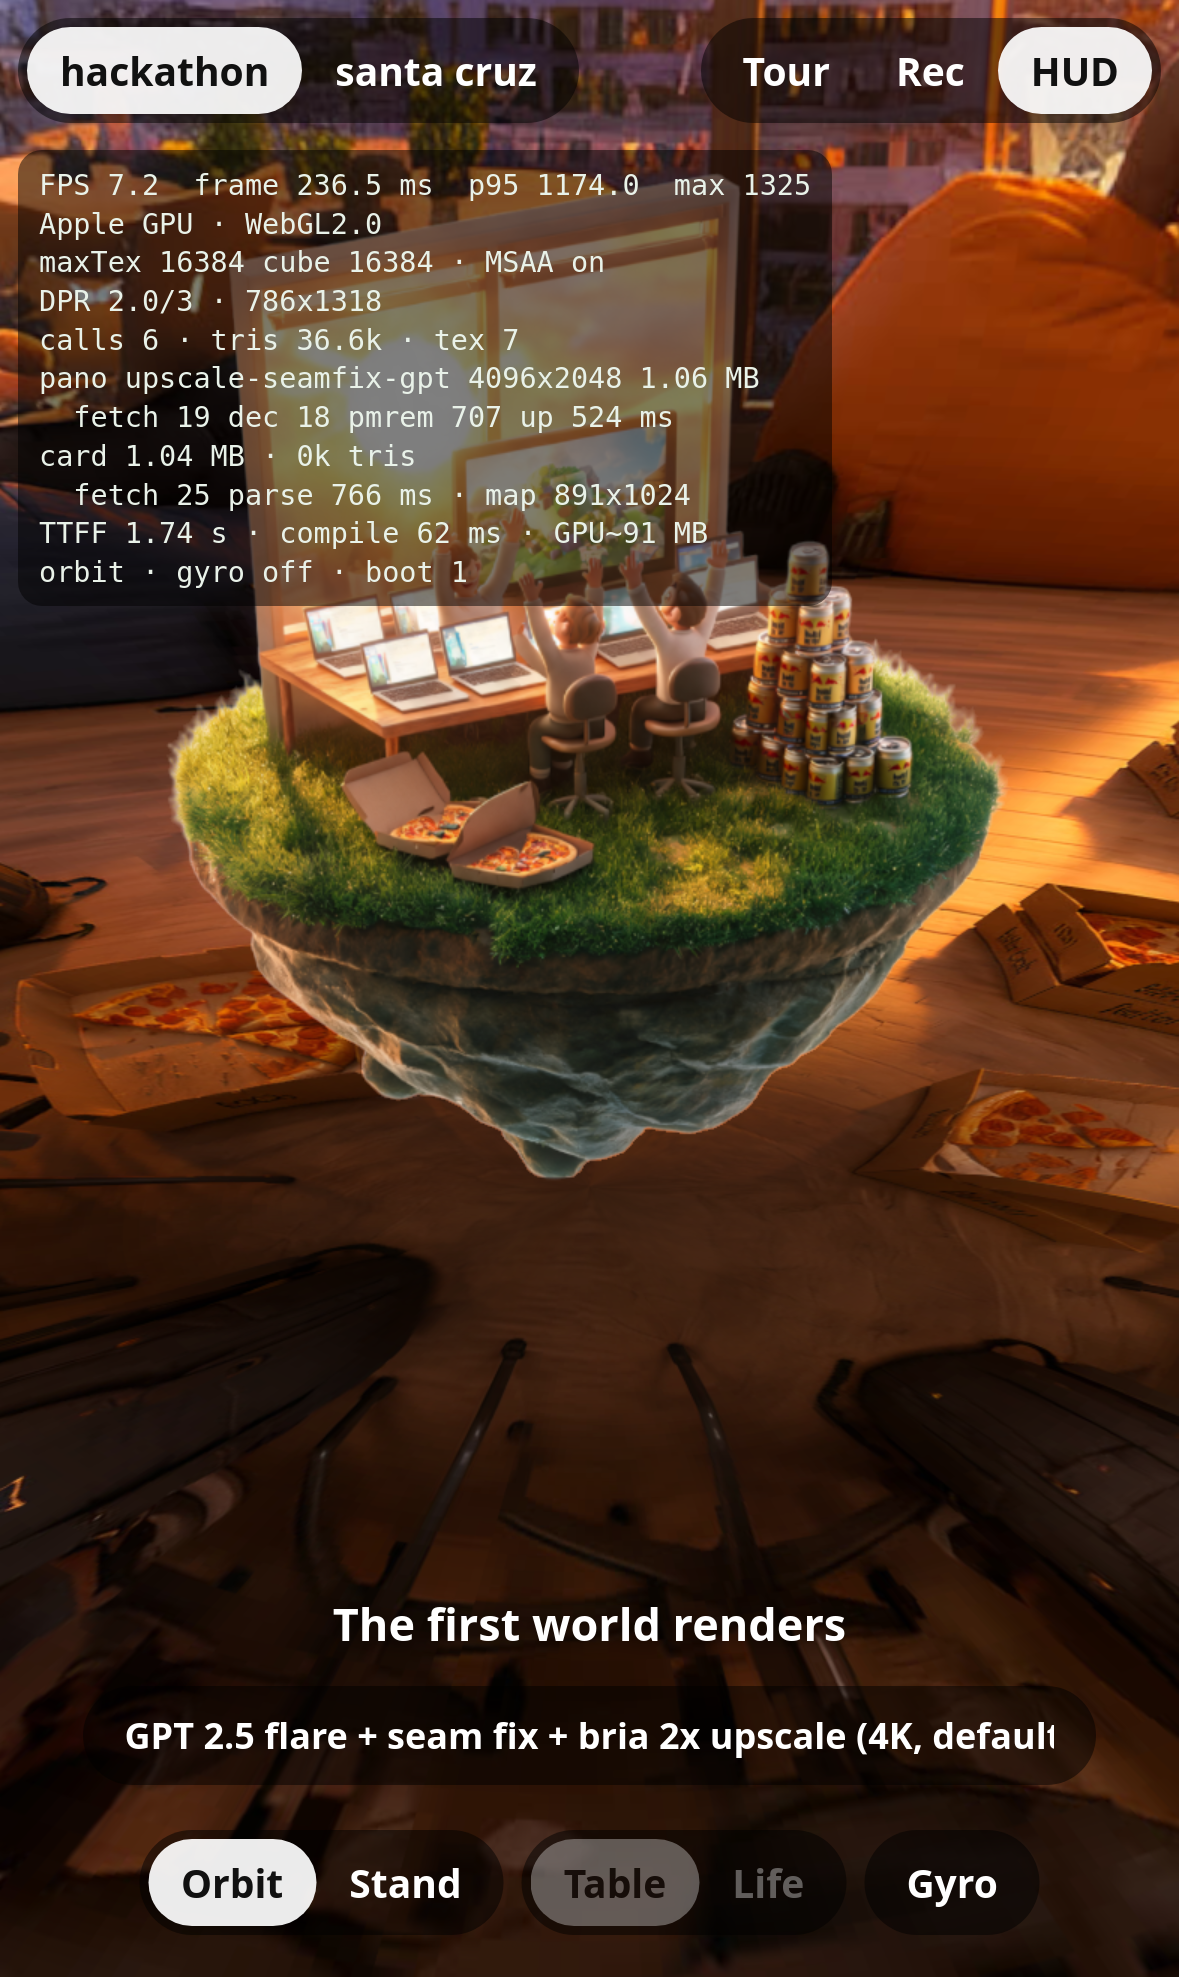 hackathon santa cruz Tour Rec HUD
FPS 7.2 frame 236.5 ms p95 1174.0 max 1325
Apple GPU · WebGL2.0
maxTex 16384 cube 16384 · MSAA on
DPR 2.0/3 · 786x1318
calls 6 · tris 36.6k · tex 7
pano upscale-seamfix-gpt 4096x2048 1.06 MB
fetch 19 dec 18 pmrem 707 up 524 ms
card 1.04 MB · 0k tris
fetch 25 parse 766 ms · map 891x1024
TTFF 1.74 s · compile 62 ms · GPU~91 MB
orbit · gyro off · boot 1
The first world renders
GPT 2.5 flare + seam fix + bria 2x upscale (4K, default
Orbit Stand Table Life Gyro